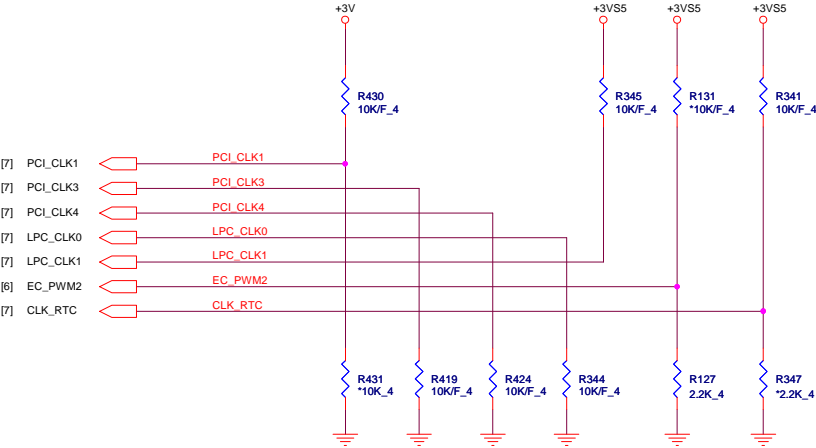 +3V
+3VS5
+3VS5
+3VS5
R430
10K/F_4
R345
10K/F_4
R131
*10K/F_4
R341
10K/F_4
[7] PCI_CLK1 PCI_CLK1
[7] PCI_CLK3 PCI_CLK3
[7] PCI_CLK4 PCI_CLK4
[7] LPC_CLK0 LPC_CLK0
[7] LPC_CLK1 LPC_CLK1
[6] EC_PWM2 EC_PWM2
[7] CLK_RTC CLK_RTC
R431
*10K_4
R419
10K/F_4
R424
10K/F_4
R344
10K/F_4
R127
2.2K_4
R347
*2.2K_4